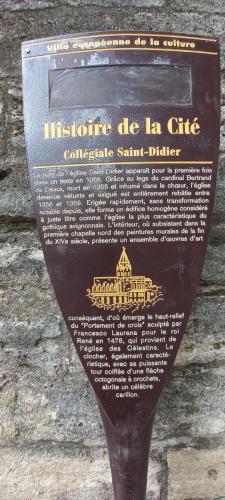 Ville européenne de la culture
Histoire de la Cité
Collégiale Saint-Didier
Le nom de l'église Saint Didier apparaît pour la première fois
dans un texte en 1068. Grâce au legs du cardinal Bertrand
de Déaux, mort en 1355 et inhumé dans le chœur, l'église
devenue vétuste et exiguë est entièrement rebâtie entre
1356 et 1359. Erigée rapidement, sans transformation
notable depuis, elle forme un édifice homogène considéré
à juste titre comme l'église la plus caractéristique du
gothique avignonnais. L'intérieur, où subsistent dans la
première chapelle nord des peintures murales de la fin
du XIVe siècle, présente un ensemble d'œuvres d'art
conséquent, d'où émerge le haut-relief
du "Portement de croix" sculpté par
Francesco Laurana pour le roi
René en 1478, qui provient de
l'église des Célestins. Le
clocher, également caracté-
ristique, avec sa puissante
tour coiffée d'une flèche
octogonale à crochets,
abrite un célèbre
carillon.